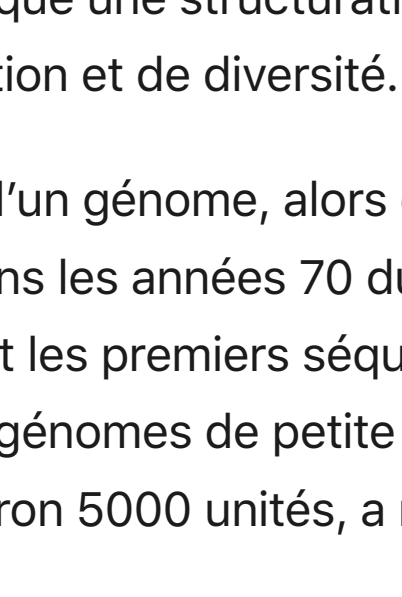 que une structurati
tion et de diversité.
l'un génome, alors
ns les années 70 du
t les premiers séqu
génomes de petite
ron 5000 unités, a